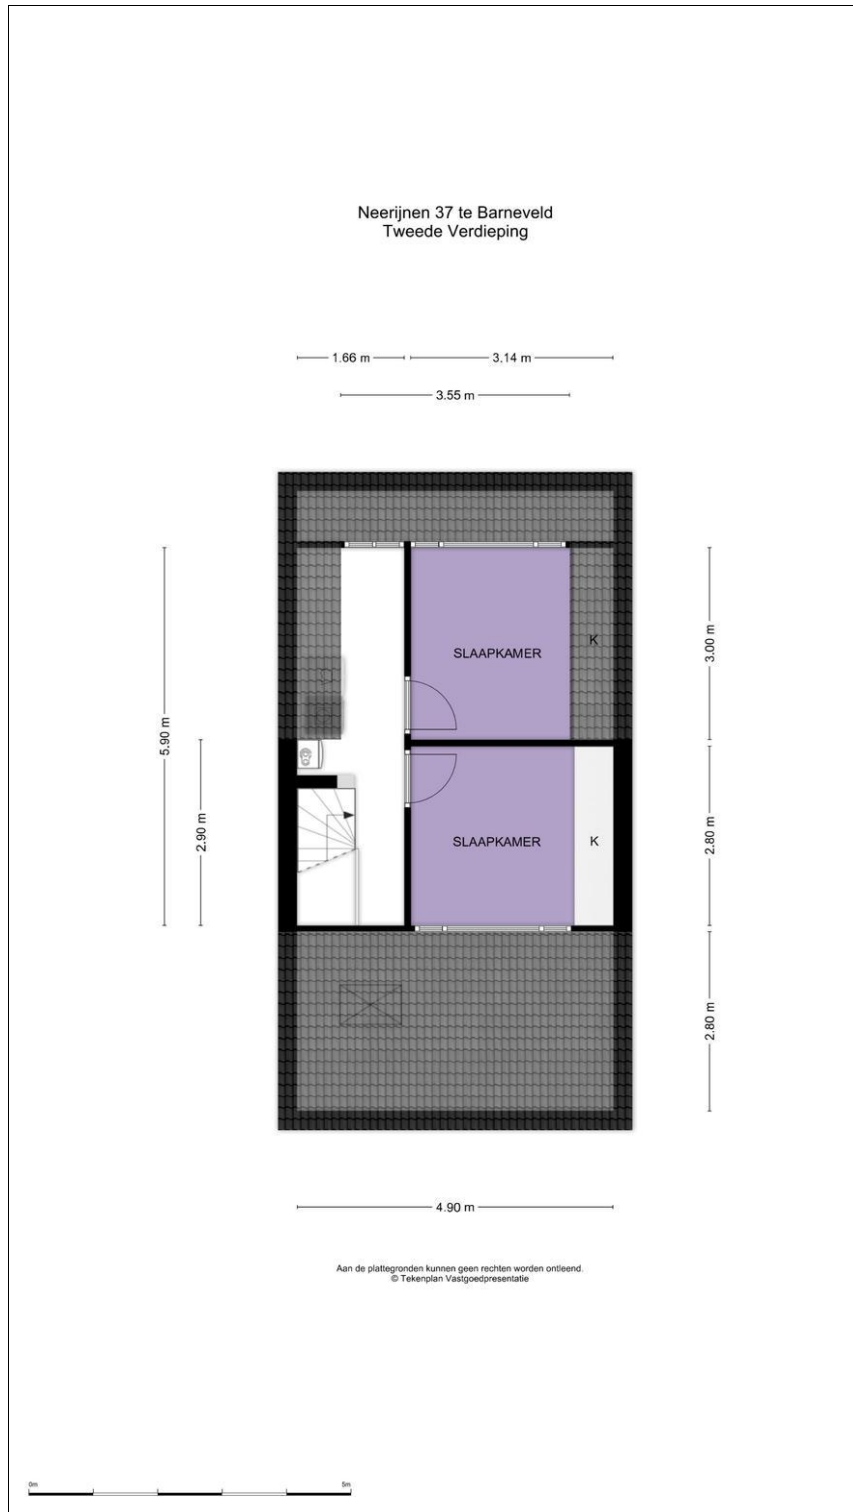 Neerijnen 37 te Barneveld
Tweede Verdieping
1.66 m
3.14 m
3.55 m
SLAAPKAMER
K
3.00 m
5.90 m
2.90 m
SLAAPKAMER
K
2.80 m
2.80 m
4.90 m
Aan de plattegronden kunnen geen rechten worden ontleend.
© Tekenplan Vastgoedpresentatie
0m
5m